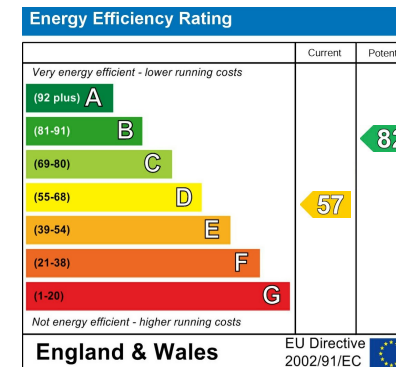 Energy Efficiency Rating
Current
Very energy efficient - lower running costs
(92 plus) A
(81-91) B
82
(69-80) C
(55-68) D
57
(39-54) E
(21-38) F
(1-20) G
Not energy efficient - higher running costs
England & Wales
EU Directive
2002/91/EC